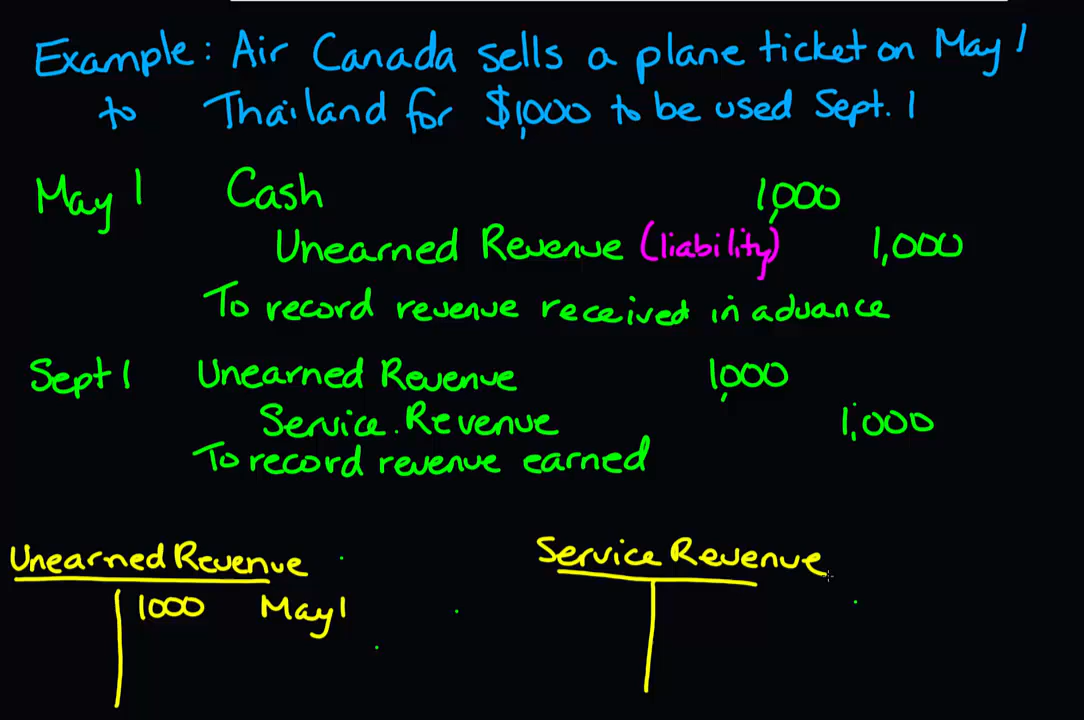 Example: Air Canada sells a plane ticket on May 1
to Thailand for $1,000 to be used Sept. 1
May 1 Cash 1,000
Unearned Revenue (liability) 1,000
To record revenue received in advance
Sept 1 Unearned Revenue 1,000
Service Revenue 1,000
To record revenue earned
Unearned Revenue Service Revenue
1000 May 1